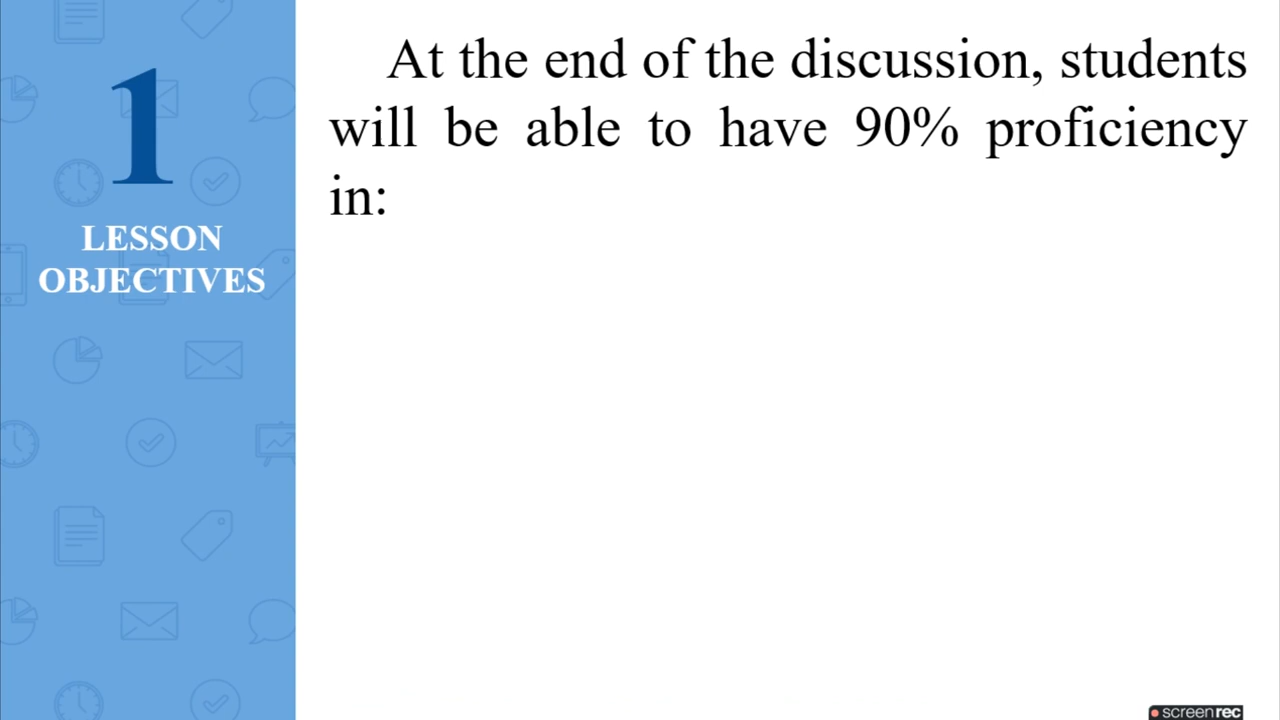 1
LESSON
OBJECTIVES
At the end of the discussion, students
will be able to have 90% proficiency
in:
screenrec